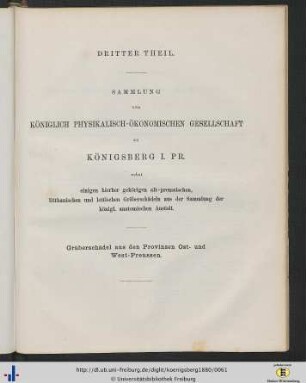 DRITTER THEIL.
SAMMLUNG
DER
KÖNIGLICH PHYSIKALISCH-ÖKONOMISCHEN GESELLSCHAFT
ZU
KÖNIGSBERG I. PR.
nebst
einigen hierher gehörigen alt-preussischen,
litthauischen und lettischen Gräberschädeln aus der Sammlung der
königl. anatomischen Anstalt.
Gräberschädel aus den Provinzen Ost- und
West-Preussen.
http://dl.ub.uni-freiburg.de/diglit/koenigsberg1880/0061
© Universitätsbibliothek Freiburg